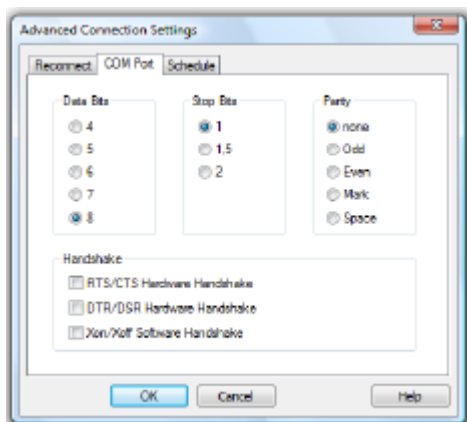 Advanced Connection Settings
Reconnect COM Port Schedule
Data Bits Stop Bits Parity
4 1 none
5 1,5 Odd
6 2 Even
7 Mark
8 Space
Handshake
RTS/CTS Hardware Handshake
DTR/DSR Hardware Handshake
Xon/Xoff Software Handshake
OK Cancel Help